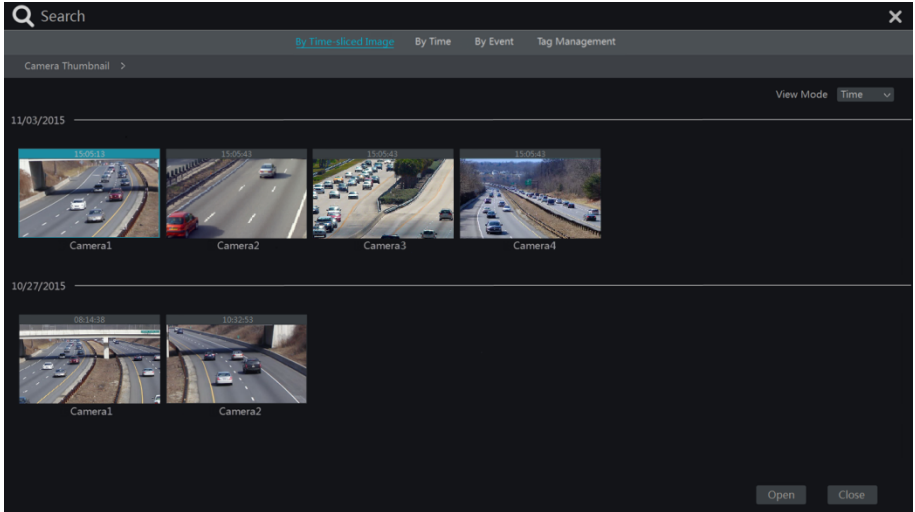 Search
By Time-sliced Image By Time By Event Tag Management
Camera Thumbnail >
View Mode Time
11/03/2015
15:05:13 15:05:43 15:05:43 15:05:43
Camera1 Camera2 Camera3 Camera4
10/27/2015
08:14:38 10:32:53
Camera1 Camera2
Open Close